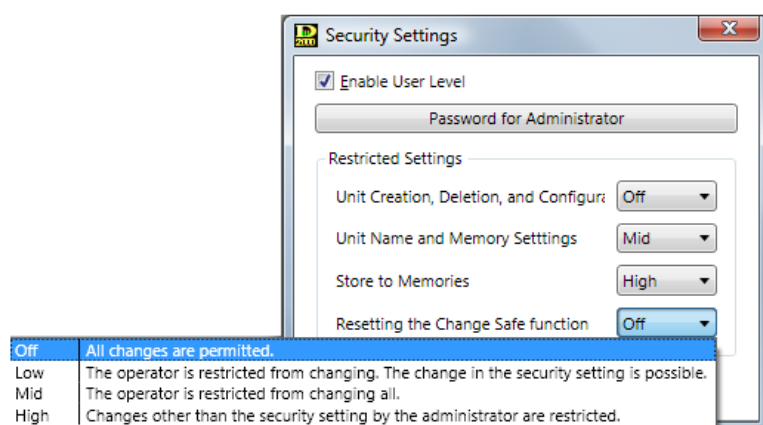 Security Settings
Enable User Level
Password for Administrator
Restricted Settings
Unit Creation, Deletion, and Configura Off
Unit Name and Memory Setttings Mid
Store to Memories High
Resetting the Change Safe function Off
Off All changes are permitted.
Low The operator is restricted from changing. The change in the security setting is possible.
Mid The operator is restricted from changing all.
High Changes other than the security setting by the administrator are restricted.